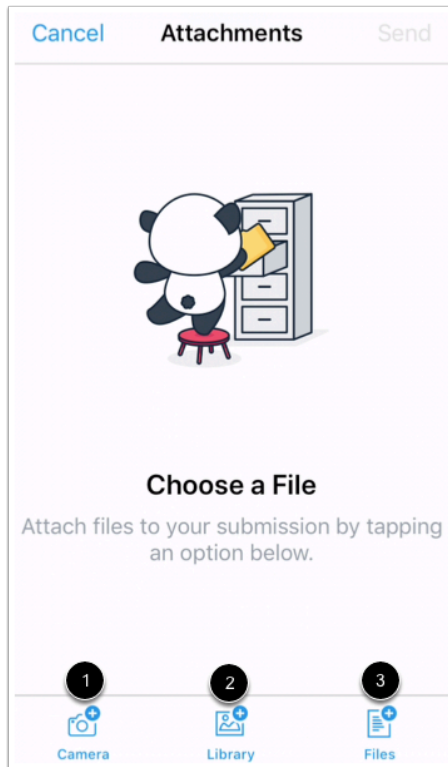 Cancel Attachments Send
Choose a File
Attach files to your submission by tapping
an option below.
1 2 3
Camera Library Files